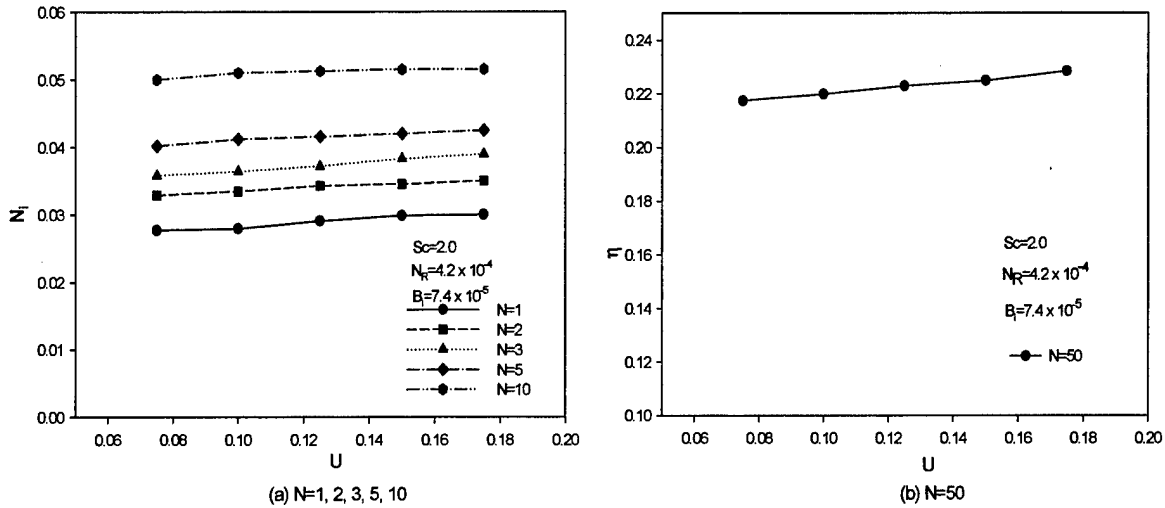 0.06
0.05
0.04
0.03
0.02
0.01
0.00
N_i
Sc=2.0
N_R=4.2 x 10^-4
B_i=7.4 x 10^-5
N=1
N=2
N=3
N=5
N=10
0.06 0.08 0.10 0.12 0.14 0.16 0.18 0.20
U
(a) N=1, 2, 3, 5, 10
0.24
0.22
0.20
0.18
0.16
0.14
0.12
0.10
η
Sc=2.0
N_R=4.2 x 10^-4
B_i=7.4 x 10^-5
N=50
0.06 0.08 0.10 0.12 0.14 0.16 0.18 0.20
U
(b) N=50